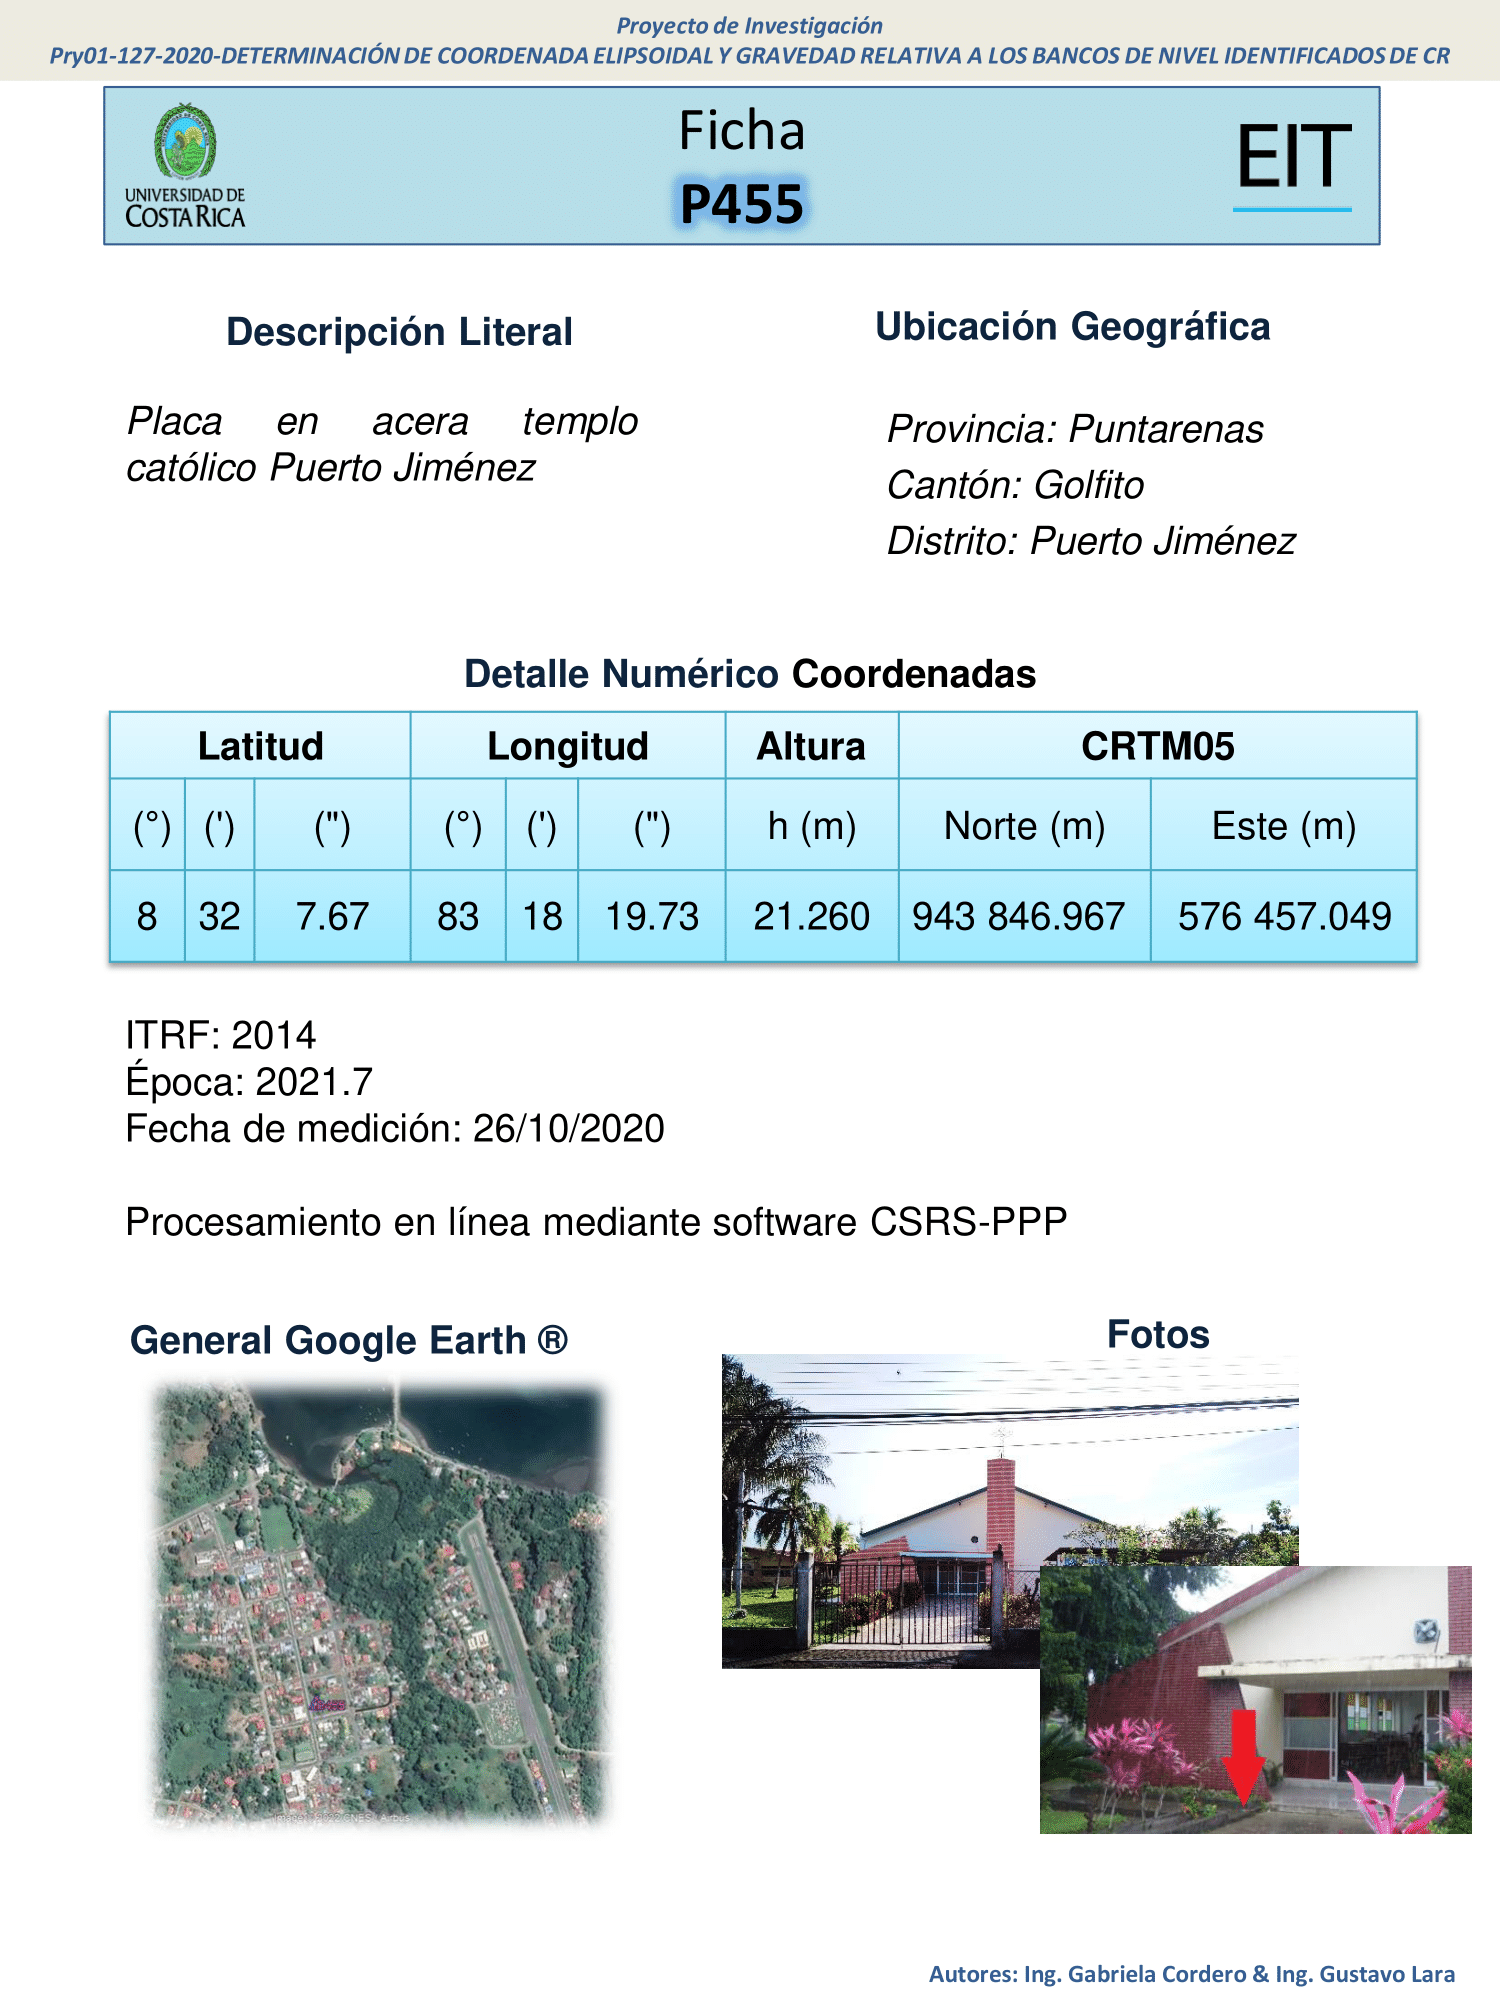 Proyecto de Investigación
Pry01-127-2020-DETERMINACIÓN DE COORDENADA ELIPSOIDAL Y GRAVEDAD RELATIVA A LOS BANCOS DE NIVEL IDENTIFICADOS DE CR
UNIVERSIDAD DE
COSTA RICA
Ficha
P455
EIT
Descripción Literal
Placa en acera templo
católico Puerto Jiménez
Ubicación Geográfica
Provincia: Puntarenas
Cantón: Golfito
Distrito: Puerto Jiménez
Detalle Numérico Coordenadas
Latitud Longitud Altura CRTM05
(°) (') (") (°) (') (") h (m) Norte (m) Este (m)
8 32 7.67 83 18 19.73 21.260 943 846.967 576 457.049
ITRF: 2014
Época: 2021.7
Fecha de medición: 26/10/2020
Procesamiento en línea mediante software CSRS-PPP
General Google Earth ®
Fotos
Autores: Ing. Gabriela Cordero & Ing. Gustavo Lara